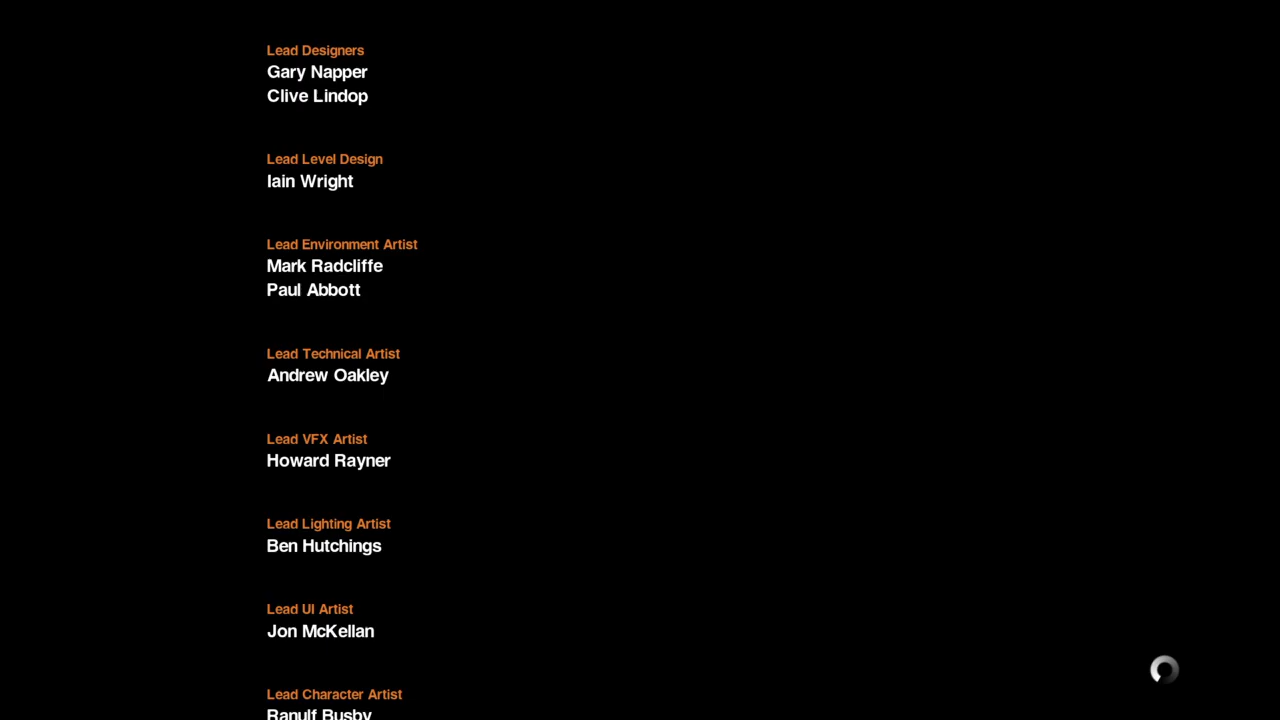 Lead Designers
Gary Napper
Clive Lindop
Lead Level Design
Iain Wright
Lead Environment Artist
Mark Radcliffe
Paul Abbott
Lead Technical Artist
Andrew Oakley
Lead VFX Artist
Howard Rayner
Lead Lighting Artist
Ben Hutchings
Lead UI Artist
Jon McKellan
Lead Character Artist
Ranulf Busby